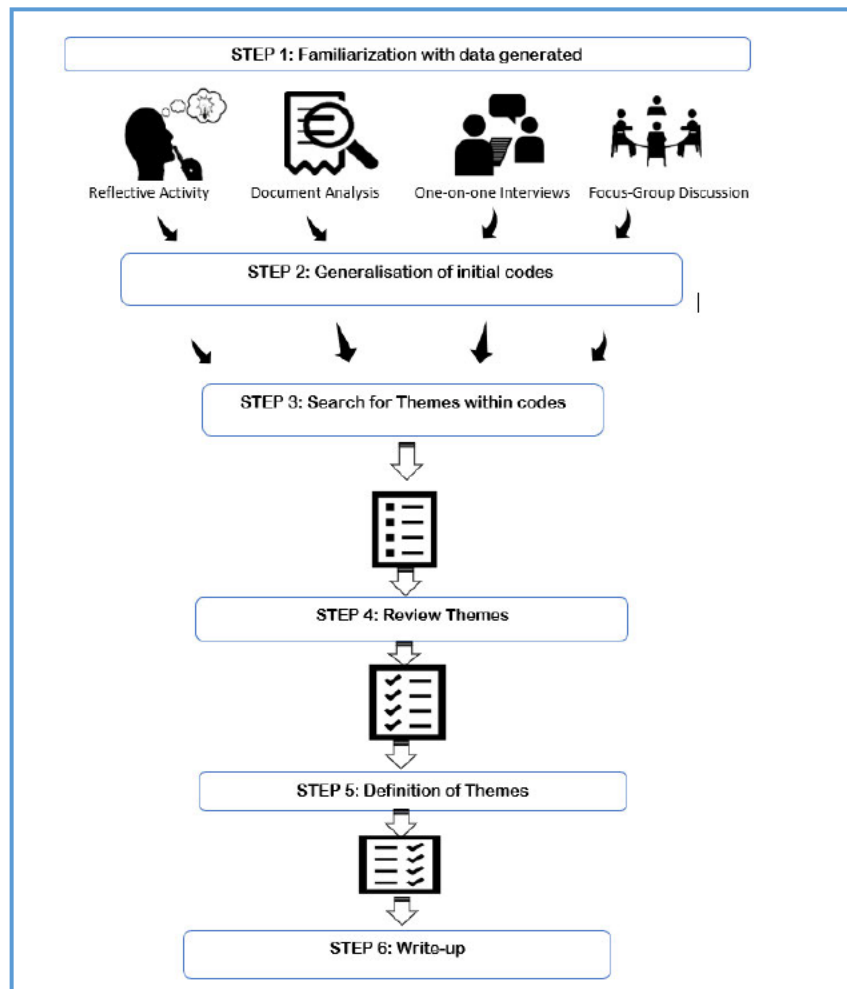 STEP 1: Familiarization with data generated
Reflective Activity
Document Analysis
One-on-one Interviews
Focus-Group Discussion
STEP 2: Generalisation of initial codes
STEP 3: Search for Themes within codes
STEP 4: Review Themes
STEP 5: Definition of Themes
STEP 6: Write-up